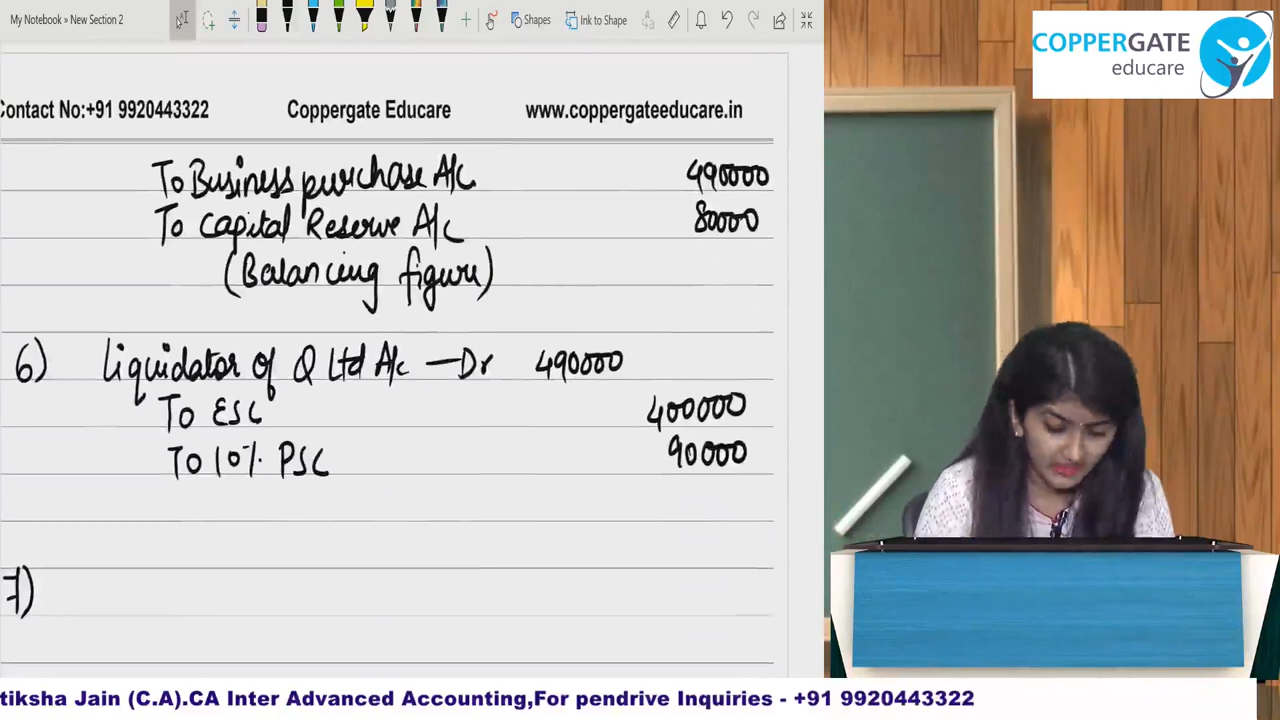 My Notebook » New Section 2
Shapes
Ink to Shape
COPPERGATE
educare
Contact No:+91 9920443322 Coppergate Educare www.coppergateeducare.in
To Business purchase A/c 490000
To Capital Reserve A/c 80000
(Balancing figure)
6) Liquidator of Q Ltd A/c —Dr 490000
To ESC 400000
To 10% PSC 90000
7)
tiksha Jain (C.A).CA Inter Advanced Accounting,For pendrive Inquiries - +91 9920443322